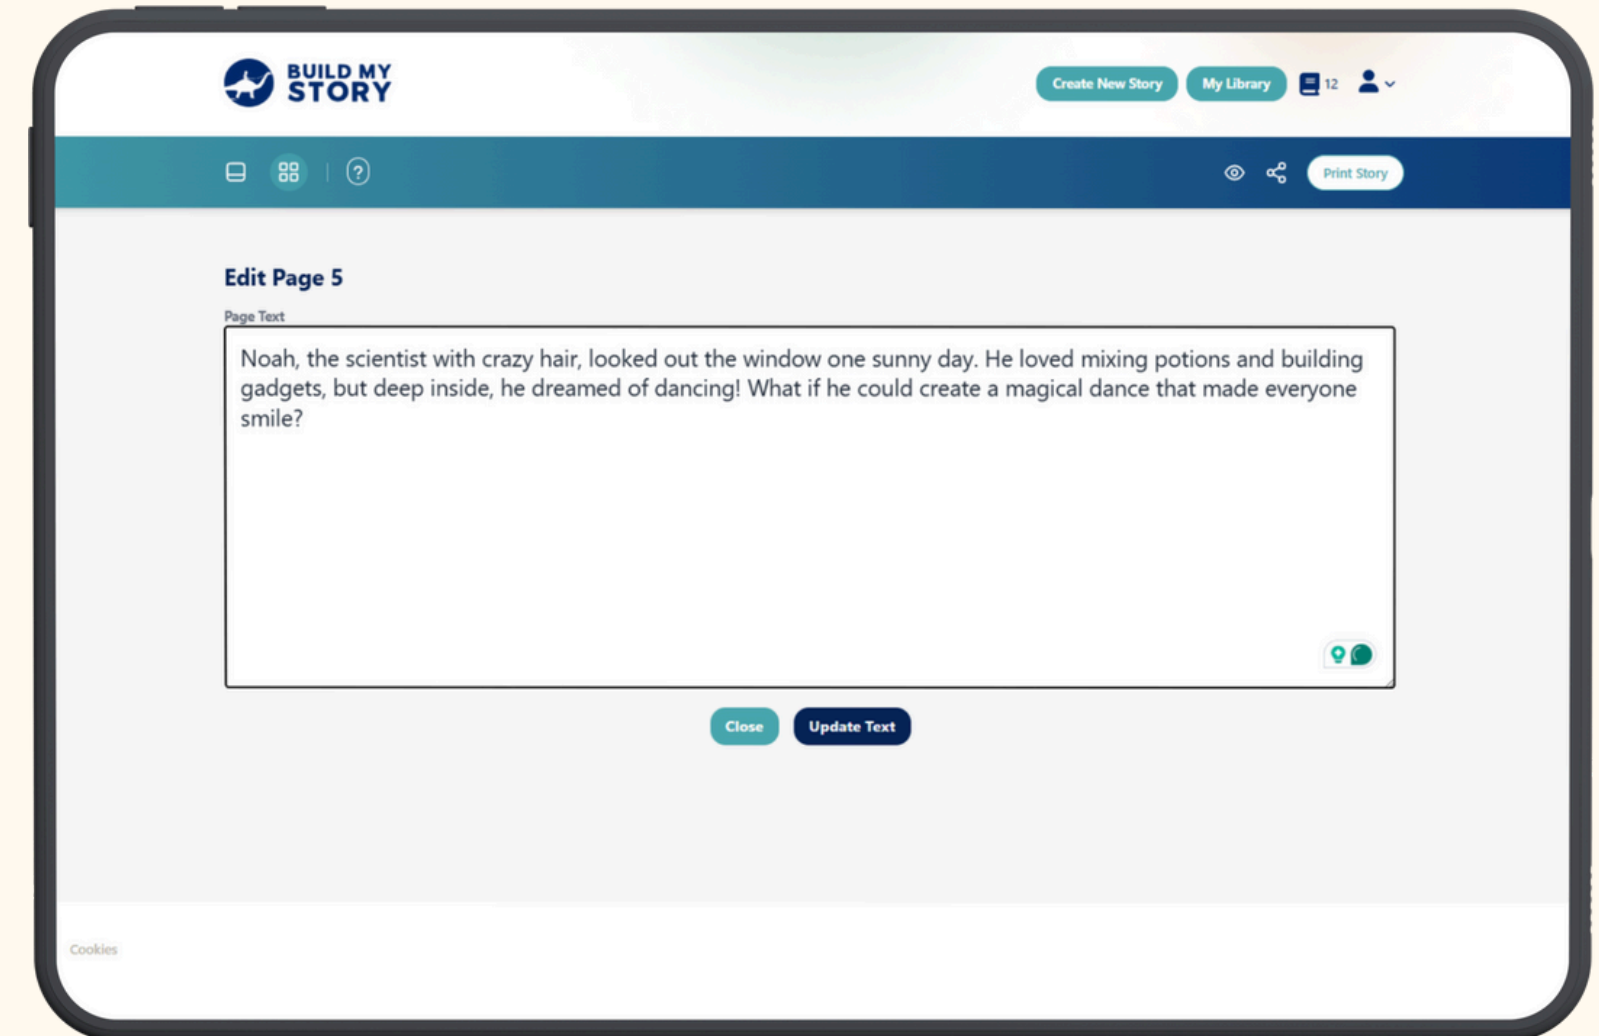 BUILD MY
STORY
Create New Story
My Library
12
?
Print Story
Edit Page 5
Page Text
Noah, the scientist with crazy hair, looked out the window one sunny day. He loved mixing potions and building
gadgets, but deep inside, he dreamed of dancing! What if he could create a magical dance that made everyone
smile?
Close
Update Text
Cookies